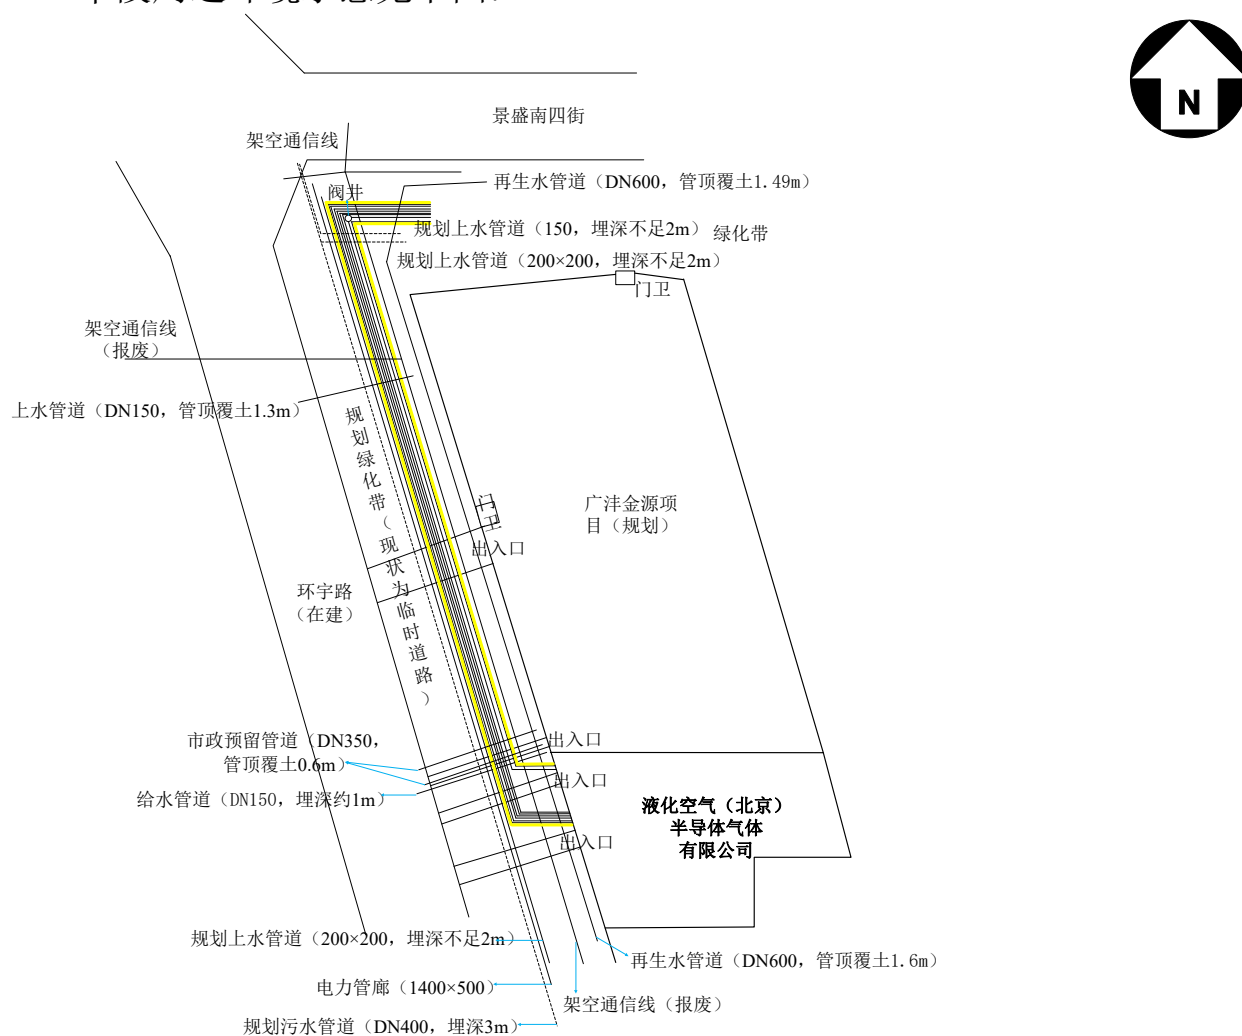 N
景盛南四街
架空通信线
再生水管道（DN600，管顶覆土1.49m）
阀井
规划上水管道（150，埋深不足2m）
绿化带
规划上水管道（200×200，埋深不足2m）
门卫
架空通信线
（报废）
上水管道（DN150，管顶覆土1.3m）
规划绿化带（现状为临时道路）
门卫
广沣金源项
目（规划）
出入口
环宇路
（在建）
市政预留管道（DN350，
管顶覆土0.6m）
出入口
出入口
给水管道（DN150，埋深约1m）
液化空气（北京）
半导体气体
有限公司
出入口
规划上水管道（200×200，埋深不足2m）
再生水管道（DN600，管顶覆土1.6m）
电力管廊（1400×500）
架空通信线（报废）
规划污水管道（DN400，埋深3m）